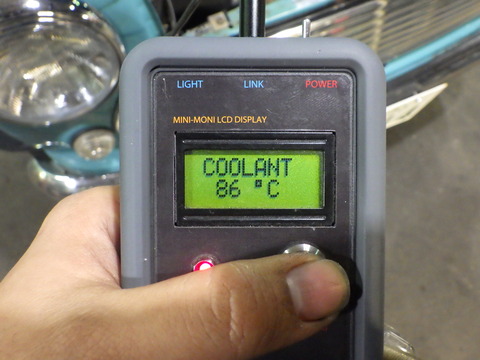 LIGHT LINK POWER
MINI-MONI LCD DISPLAY
COOLANT
86 °C